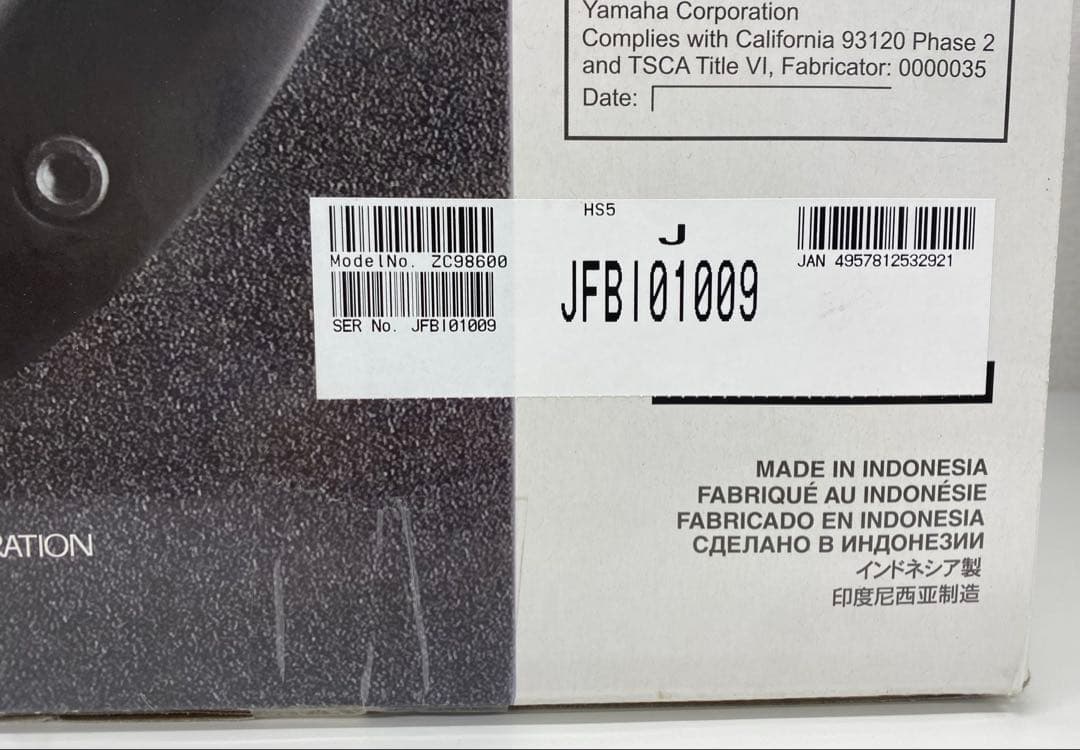 Yamaha Corporation
Complies with California 93120 Phase 2
and TSCA Title VI, Fabricator: 0000035
Date:
HS5
J
JFBI01009
ModelNo. ZC98600
SER No. JFBI01009
JAN 4957812532921
MADE IN INDONESIA
FABRIQUÉ AU INDONÉSIE
FABRICADO EN INDONESIA
СДЕЛАНО В ИНДОНЕЗИИ
インドネシア製
印度尼西亚制造
RATION